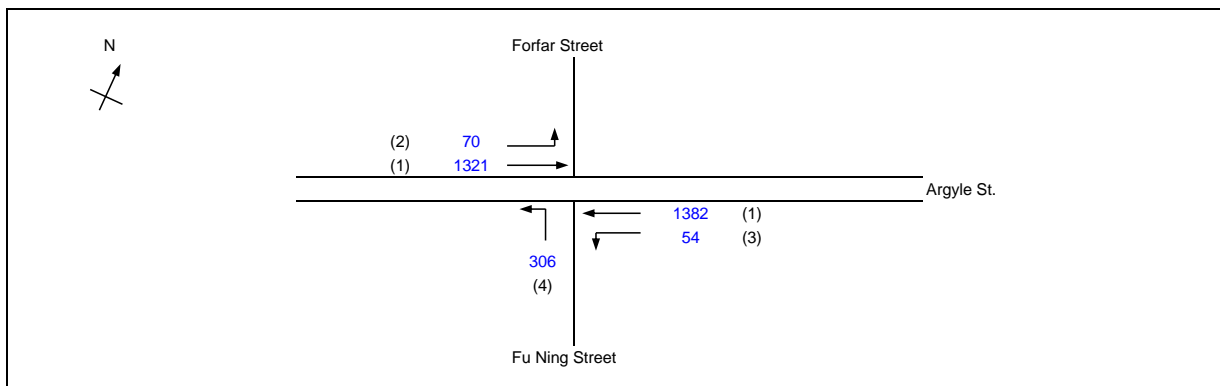 N
Forfar Street
(2) 70
(1) 1321
Argyle St.
1382 (1)
54 (3)
306
(4)
Fu Ning Street